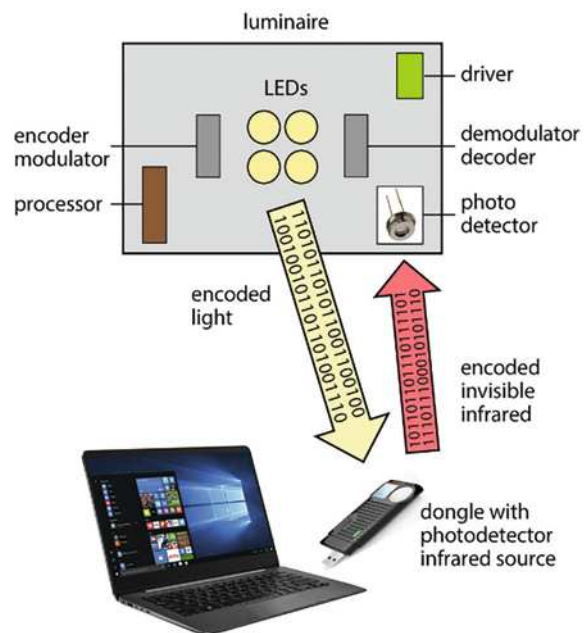 luminaire
LEDs
driver
encoder
modulator
demodulator
decoder
processor
photo
detector
encoded
light
encoded
invisible
infrared
dongle with
photodetector
infrared source